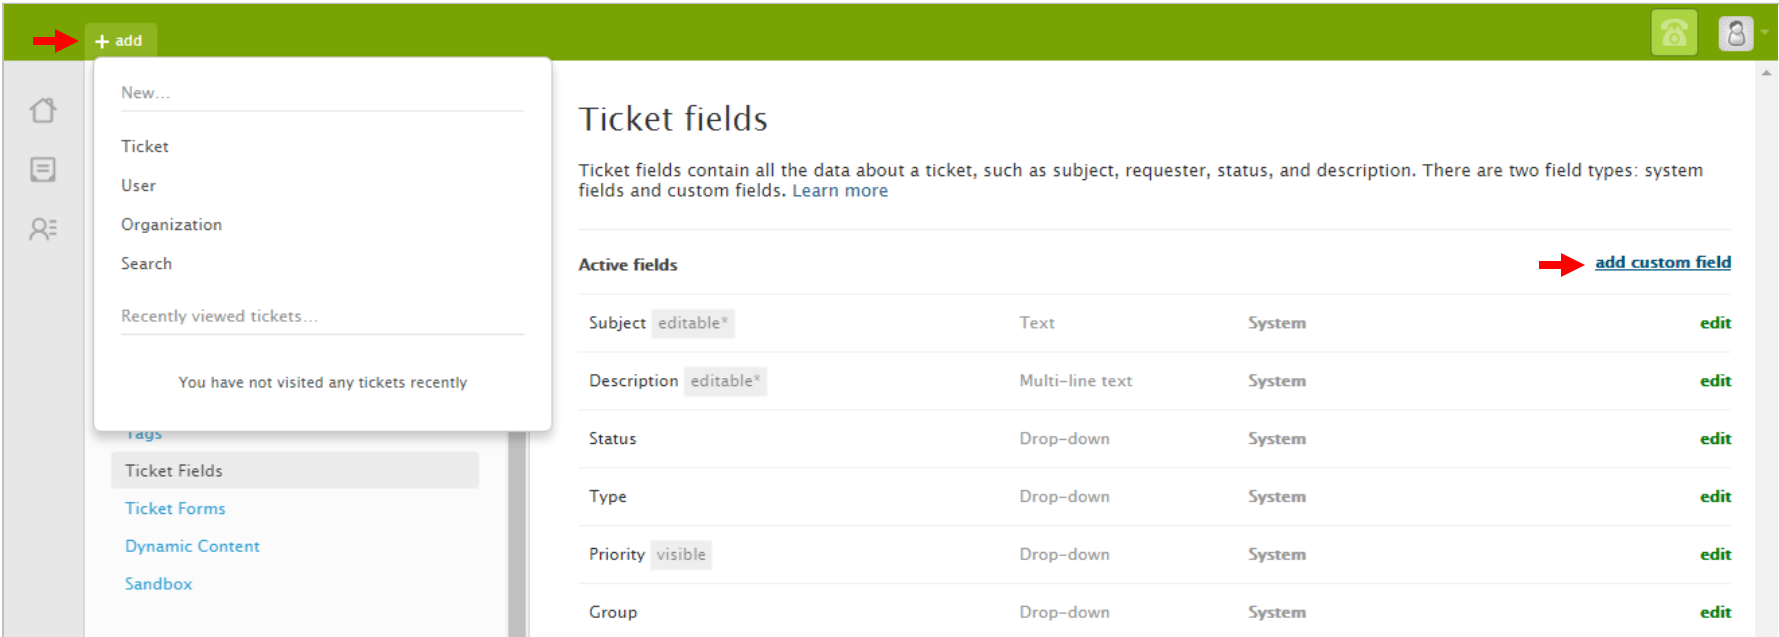 + add
New...
Ticket
User
Organization
Search
Recently viewed tickets...
You have not visited any tickets recently
Tags
Ticket Fields
Ticket Forms
Dynamic Content
Sandbox
Ticket fields
Ticket fields contain all the data about a ticket, such as subject, requester, status, and description. There are two field types: system
fields and custom fields. Learn more
Active fields add custom field
Subject editable* Text System edit
Description editable* Multi-line text System edit
Status Drop-down System edit
Type Drop-down System edit
Priority visible Drop-down System edit
Group Drop-down System edit